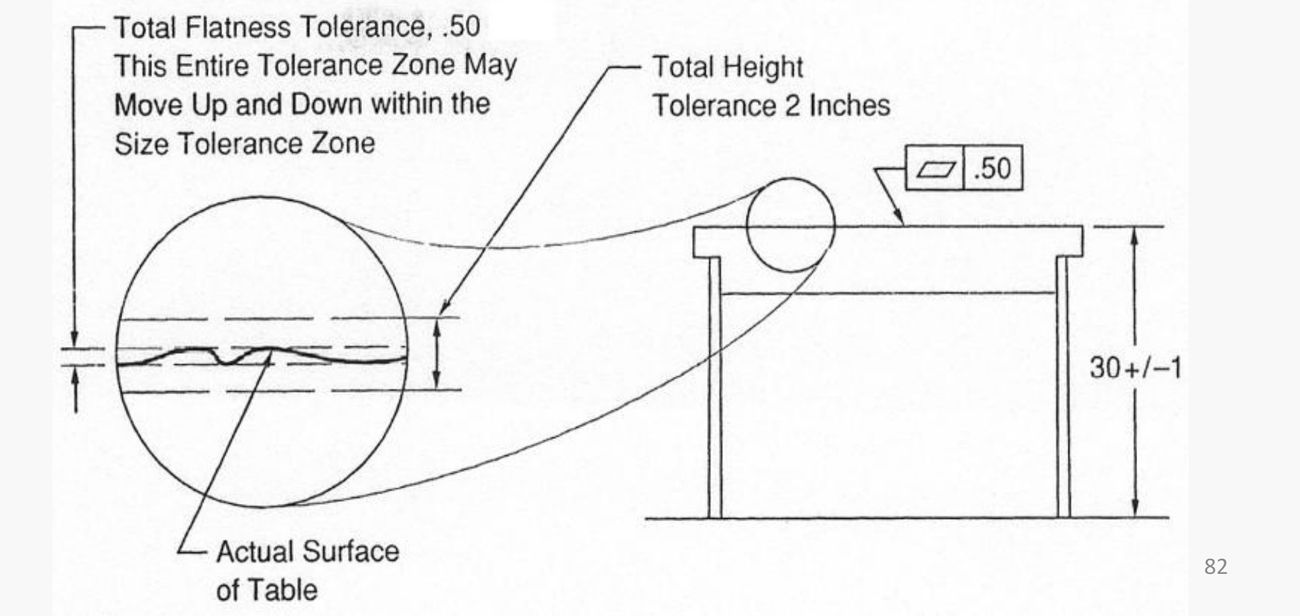 Total Flatness Tolerance, .50
This Entire Tolerance Zone May
Move Up and Down within the
Size Tolerance Zone
Total Height
Tolerance 2 Inches
.50
30+/–1
Actual Surface
of Table
82